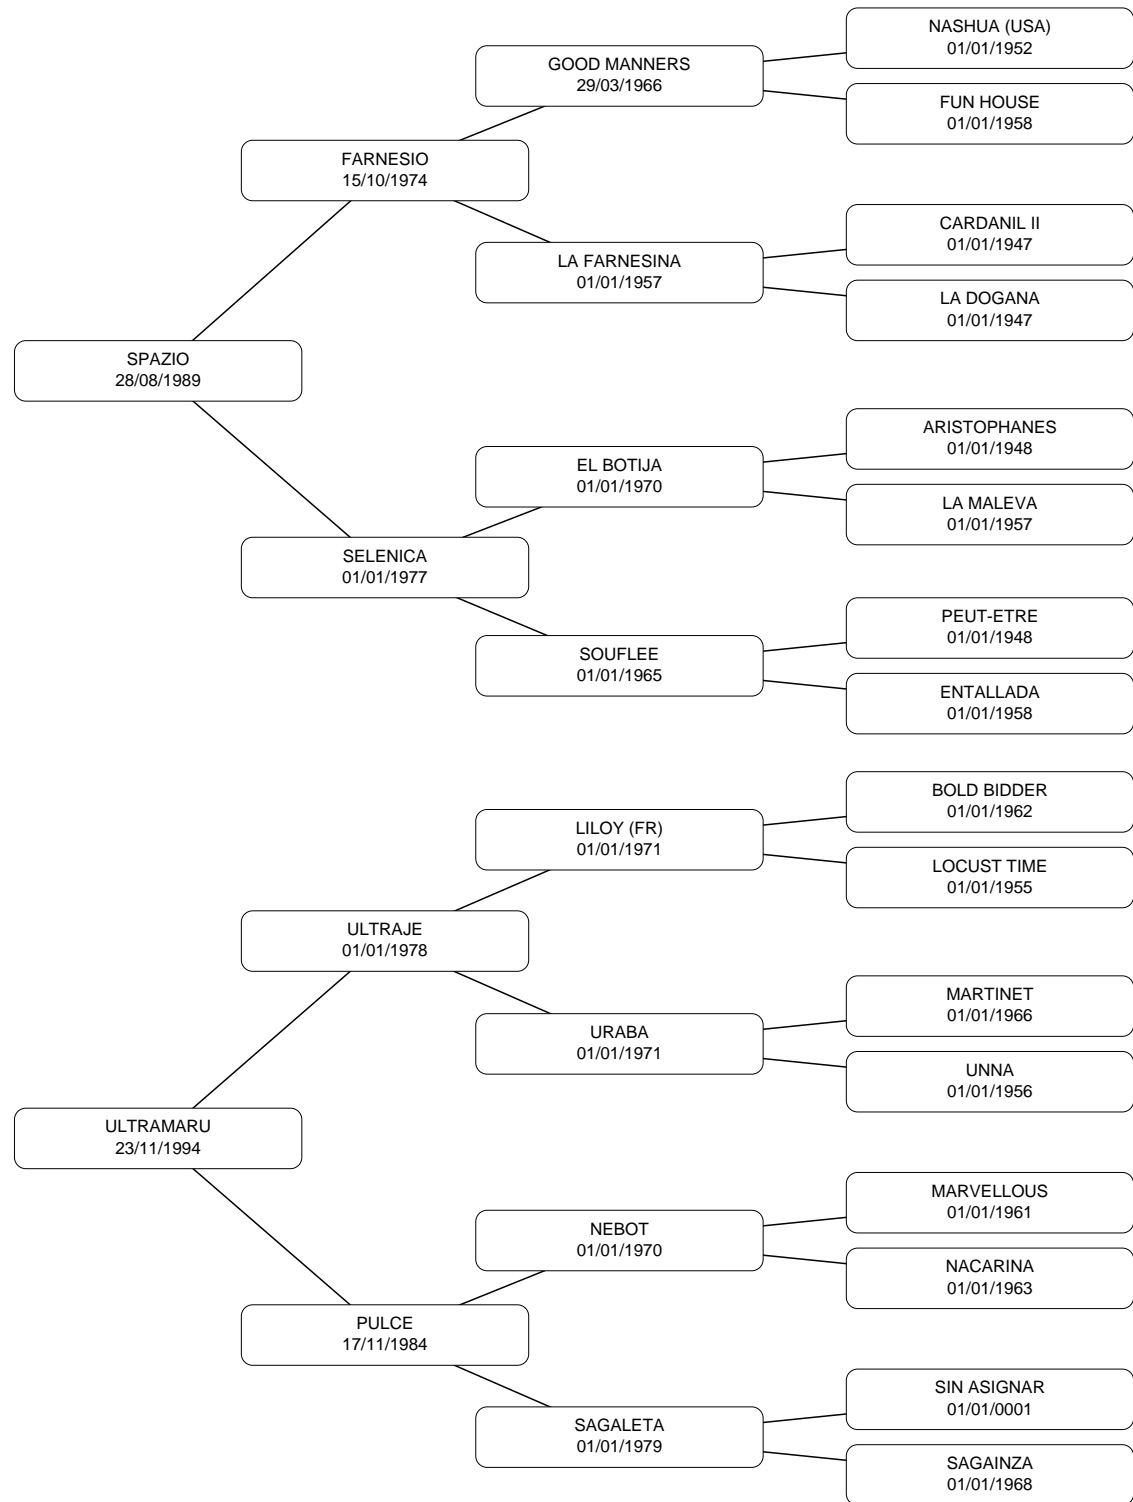 NASHUA (USA)
01/01/1952
GOOD MANNERS
29/03/1966
FUN HOUSE
01/01/1958
FARNESIO
15/10/1974
CARDANIL II
01/01/1947
LA FARNESINA
01/01/1957
LA DOGANA
01/01/1947
SPAZIO
28/08/1989
ARISTOPHANES
01/01/1948
EL BOTIJA
01/01/1970
LA MALEVA
01/01/1957
SELENICA
01/01/1977
PEUT-ETRE
01/01/1948
SOUFLEE
01/01/1965
ENTALLADA
01/01/1958
BOLD BIDDER
01/01/1962
LILOY (FR)
01/01/1971
LOCUST TIME
01/01/1955
ULTRAJE
01/01/1978
MARTINET
01/01/1966
URABA
01/01/1971
UNNA
01/01/1956
ULTRAMARU
23/11/1994
MARVELLOUS
01/01/1961
NEBOT
01/01/1970
NACARINA
01/01/1963
PULCE
17/11/1984
SIN ASIGNAR
01/01/0001
SAGALETA
01/01/1979
SAGAINZA
01/01/1968